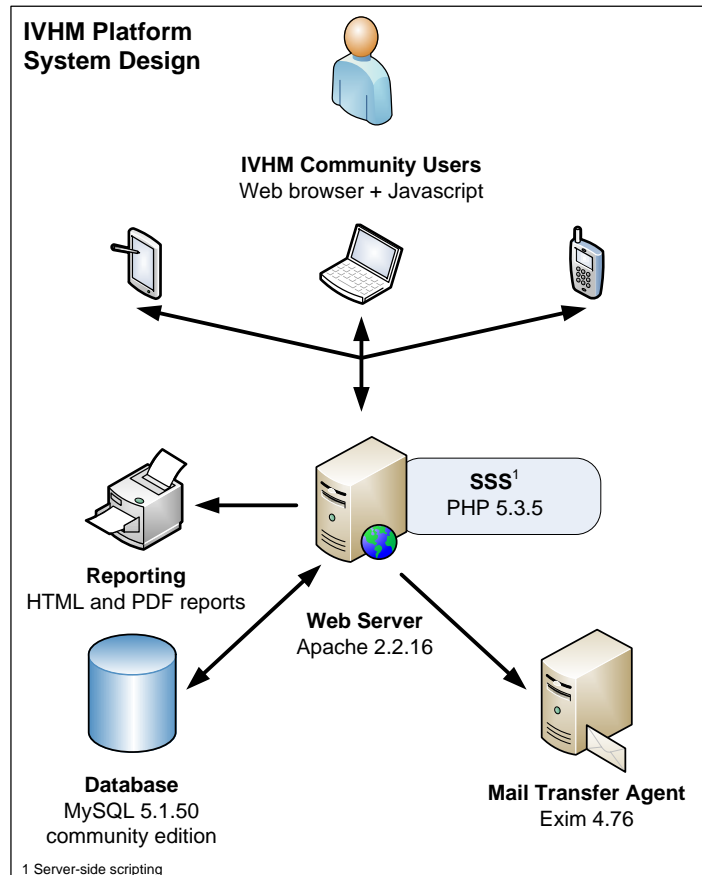 IVHM Platform
System Design
IVHM Community Users
Web browser + Javascript
SSS1
PHP 5.3.5
Reporting
HTML and PDF reports
Web Server
Apache 2.2.16
Database
MySQL 5.1.50
community edition
Mail Transfer Agent
Exim 4.76
1 Server-side scripting